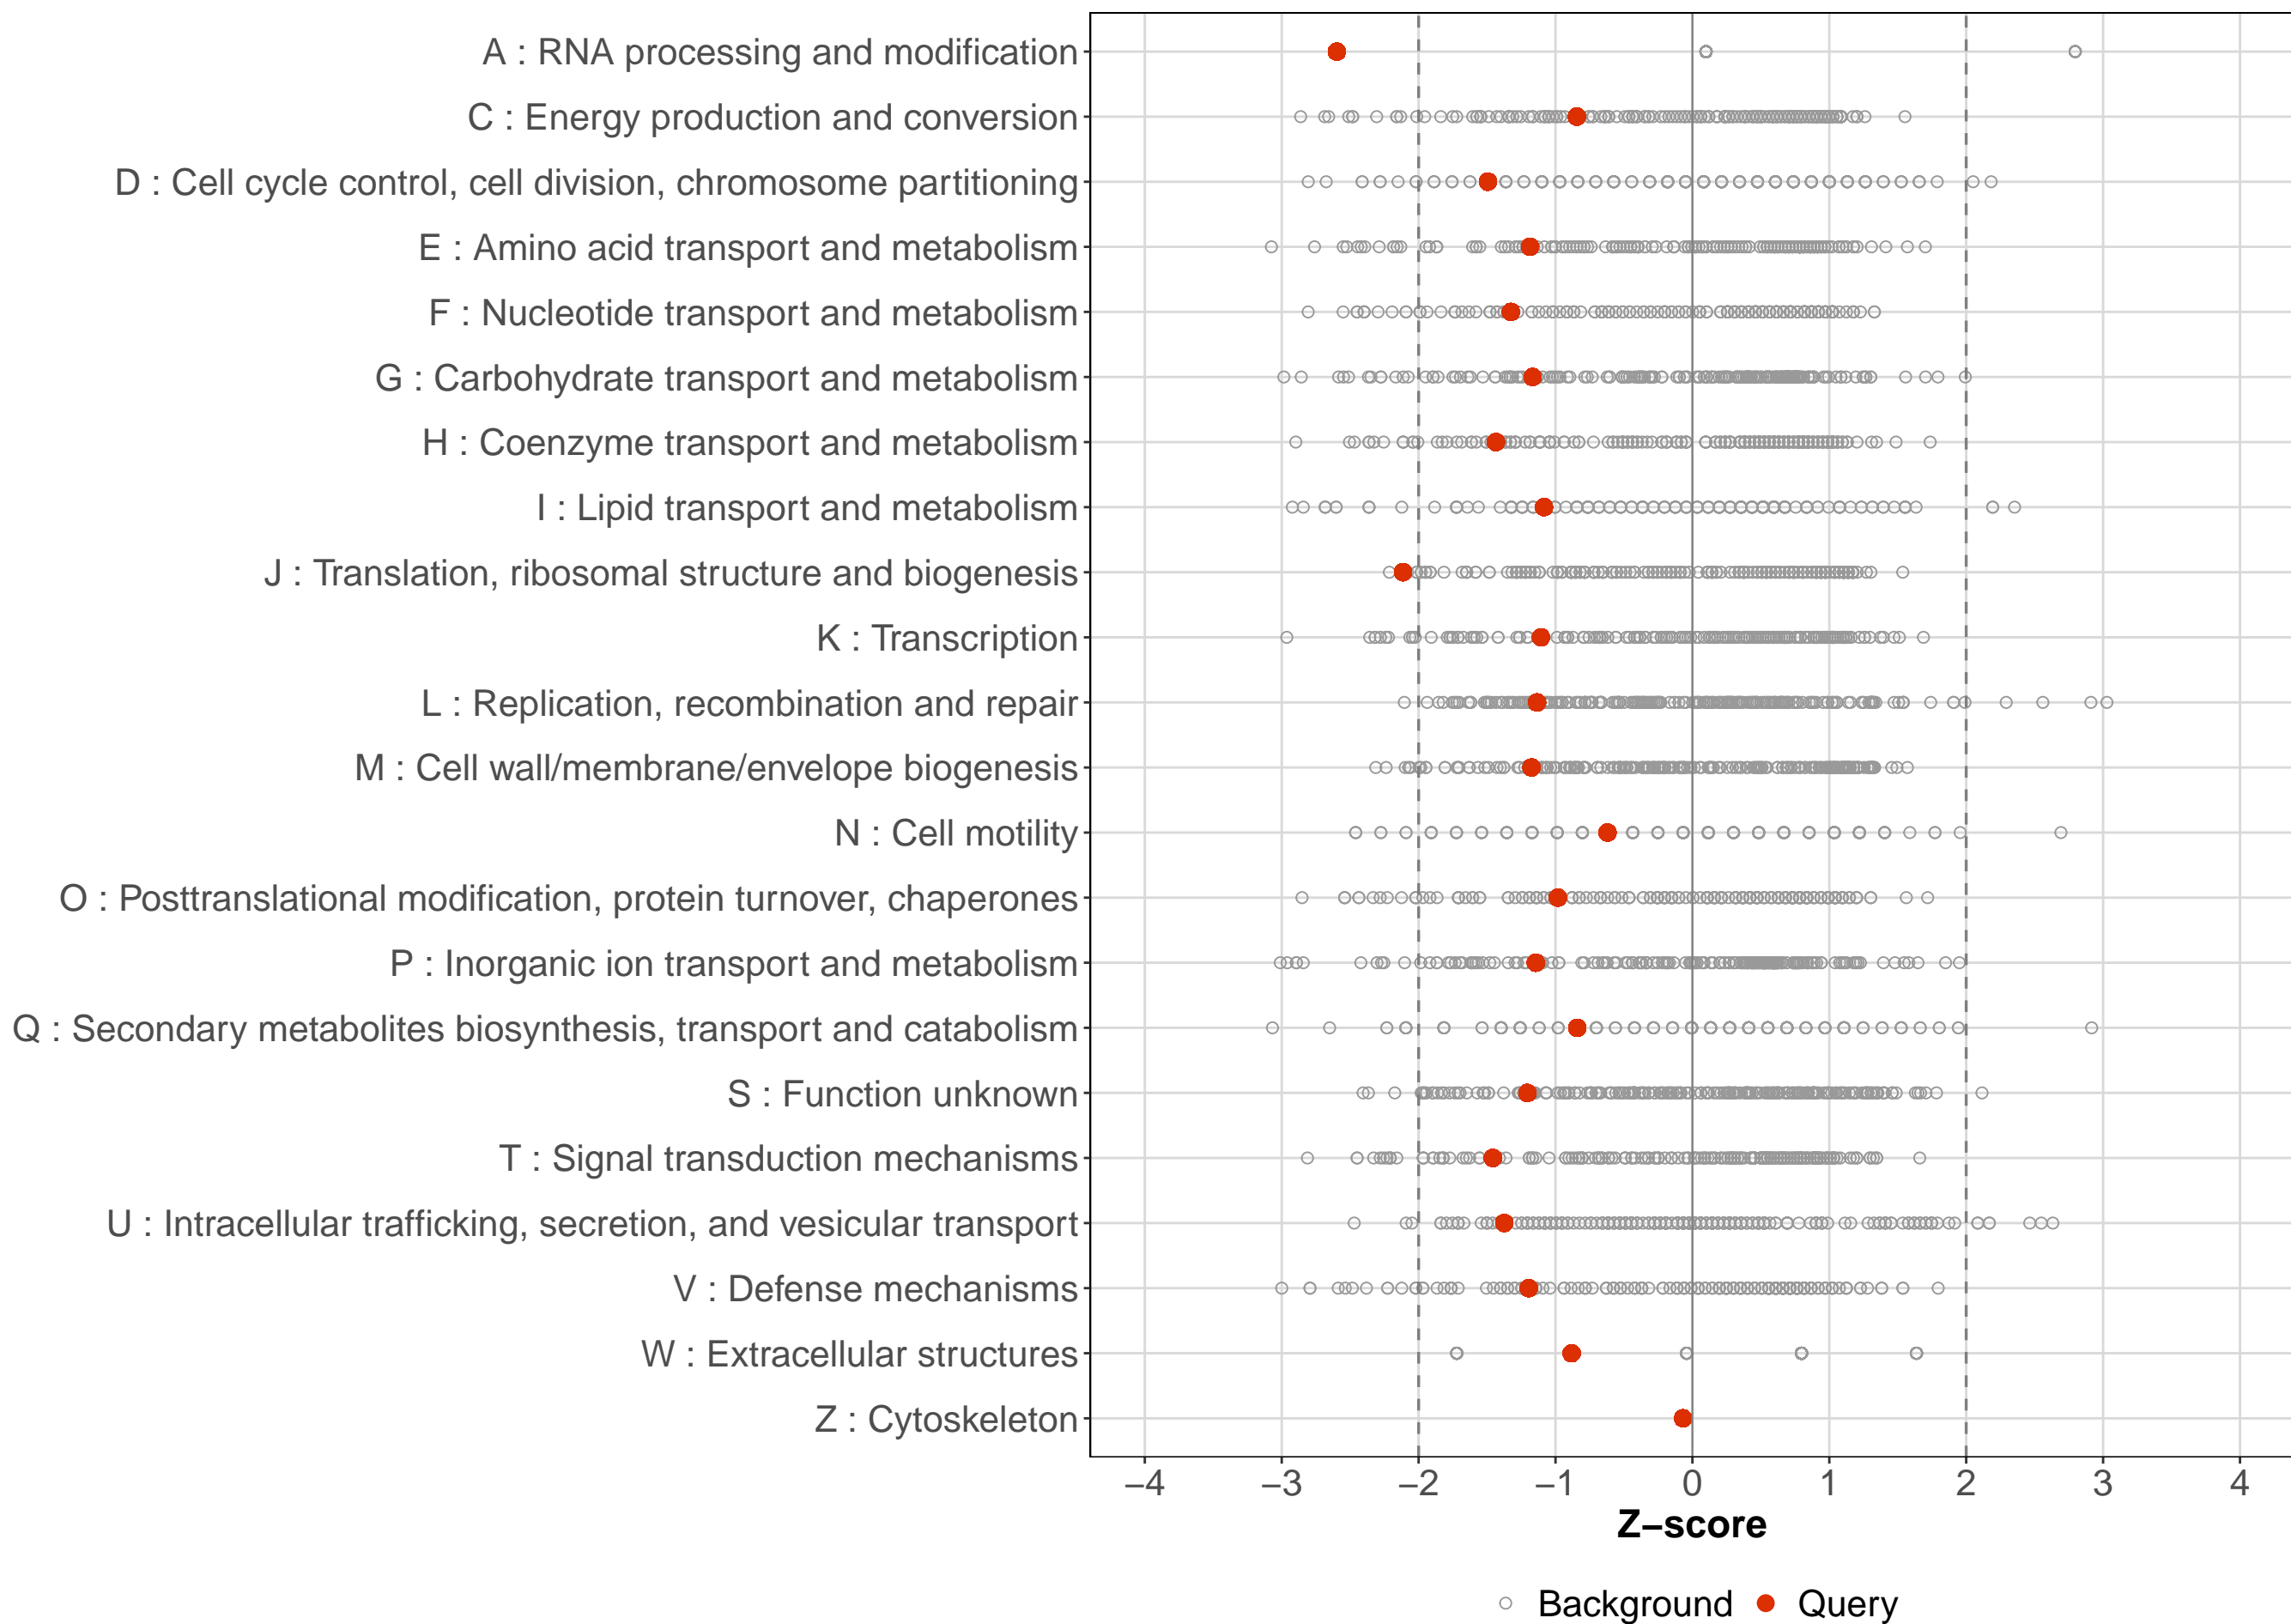 A : RNA processing and modification
C : Energy production and conversion
D : Cell cycle control, cell division, chromosome partitioning
E : Amino acid transport and metabolism
F : Nucleotide transport and metabolism
G : Carbohydrate transport and metabolism
H : Coenzyme transport and metabolism
I : Lipid transport and metabolism
J : Translation, ribosomal structure and biogenesis
K : Transcription
L : Replication, recombination and repair
M : Cell wall/membrane/envelope biogenesis
N : Cell motility
O : Posttranslational modification, protein turnover, chaperones
P : Inorganic ion transport and metabolism
Q : Secondary metabolites biosynthesis, transport and catabolism
S : Function unknown
T : Signal transduction mechanisms
U : Intracellular trafficking, secretion, and vesicular transport
V : Defense mechanisms
W : Extracellular structures
Z : Cytoskeleton
−4 −3 −2 −1 0 1 2 3 4
Z−score
Background Query